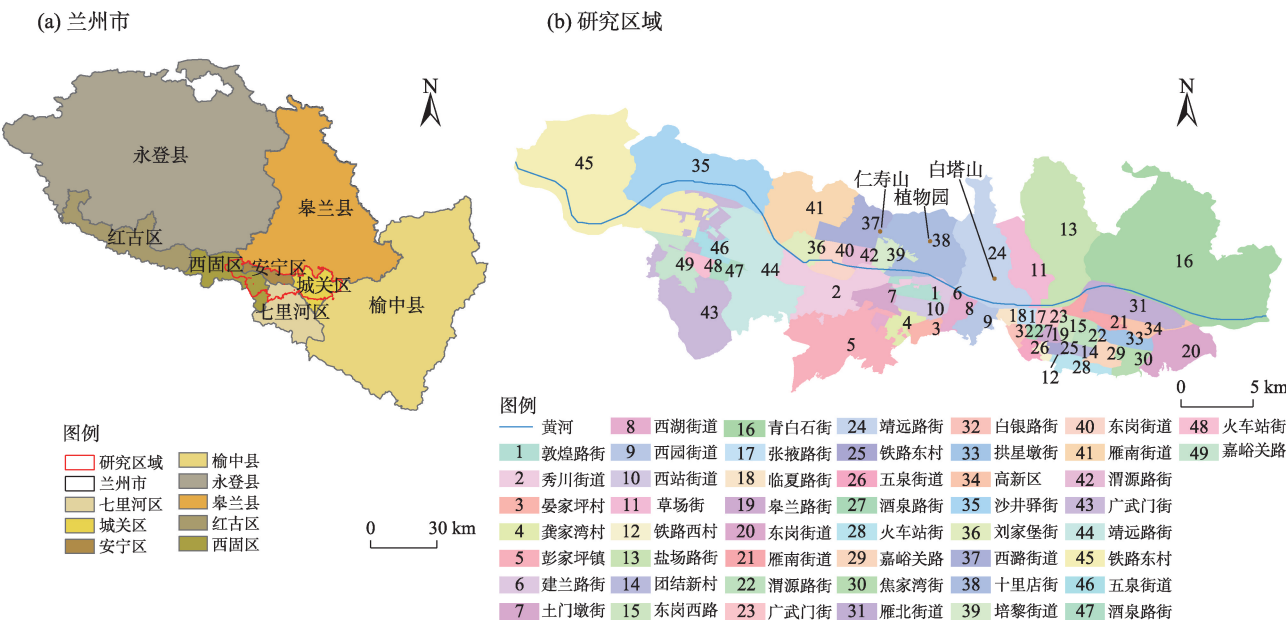 (a) 兰州市
N
永登县
皋兰县
红古区
西固区
安宁区
城关区
七里河区
榆中县
图例
研究区域
兰州市
七里河区
城关区
安宁区
榆中县
永登县
皋兰县
红古区
西固区
0 30 km
(b) 研究区域
N
仁寿山
植物园
白塔山
45
35
41
37
38
24
13
16
36
40
42
39
11
46
49
48
47
44
43
2
7
1
6
10
8
9
4
3
5
31
18
17
23
21
34
32
22
27
19
15
22
33
20
26
25
14
29
30
12
28
0 5 km
图例
黄河
1 敦煌路街
2 秀川街道
3 晏家坪村
4 龚家湾村
5 彭家坪镇
6 建兰路街
7 土门墩街
8 西湖街道
9 西园街道
10 西站街道
11 草场街
12 铁路西村
13 盐场路街
14 团结新村
15 东岗西路
16 青白石街
17 张掖路街
18 临夏路街
19 皋兰路街
20 东岗街道
21 雁南街道
22 渭源路街
23 广武门街
24 靖远路街
25 铁路东村
26 五泉街道
27 酒泉路街
28 火车站街
29 嘉峪关路
30 焦家湾街
31 雁北街道
32 白银路街
33 拱星墩街
34 高新区
35 沙井驿街
36 刘家堡街
37 西潞街道
38 十里店街
39 培黎街道
40 东岗街道
41 雁南街道
42 渭源路街
43 广武门街
44 靖远路街
45 铁路东村
46 五泉街道
47 酒泉路街
48 火车站街
49 嘉峪关路